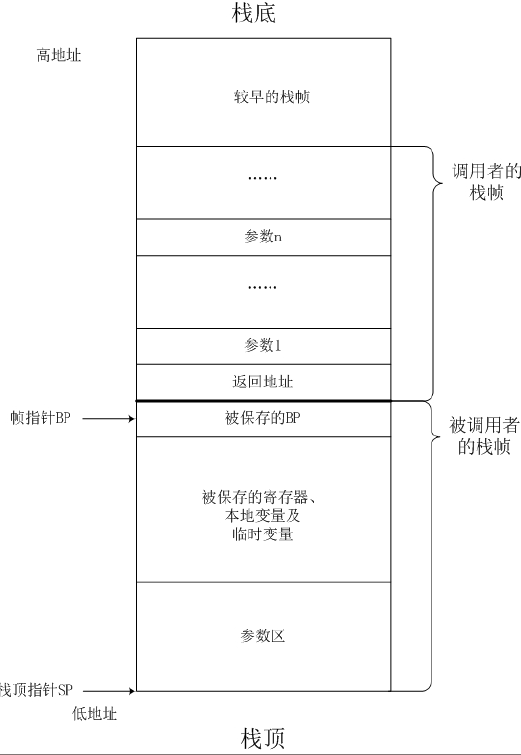 栈底
高地址
较早的栈帧
……
调用者的
栈帧
参数n
……
参数1
返回地址
帧指针BP
被保存的BP
被调用者
的栈帧
被保存的寄存器、
本地变量及
临时变量
参数区
栈顶指针SP
低地址
栈顶